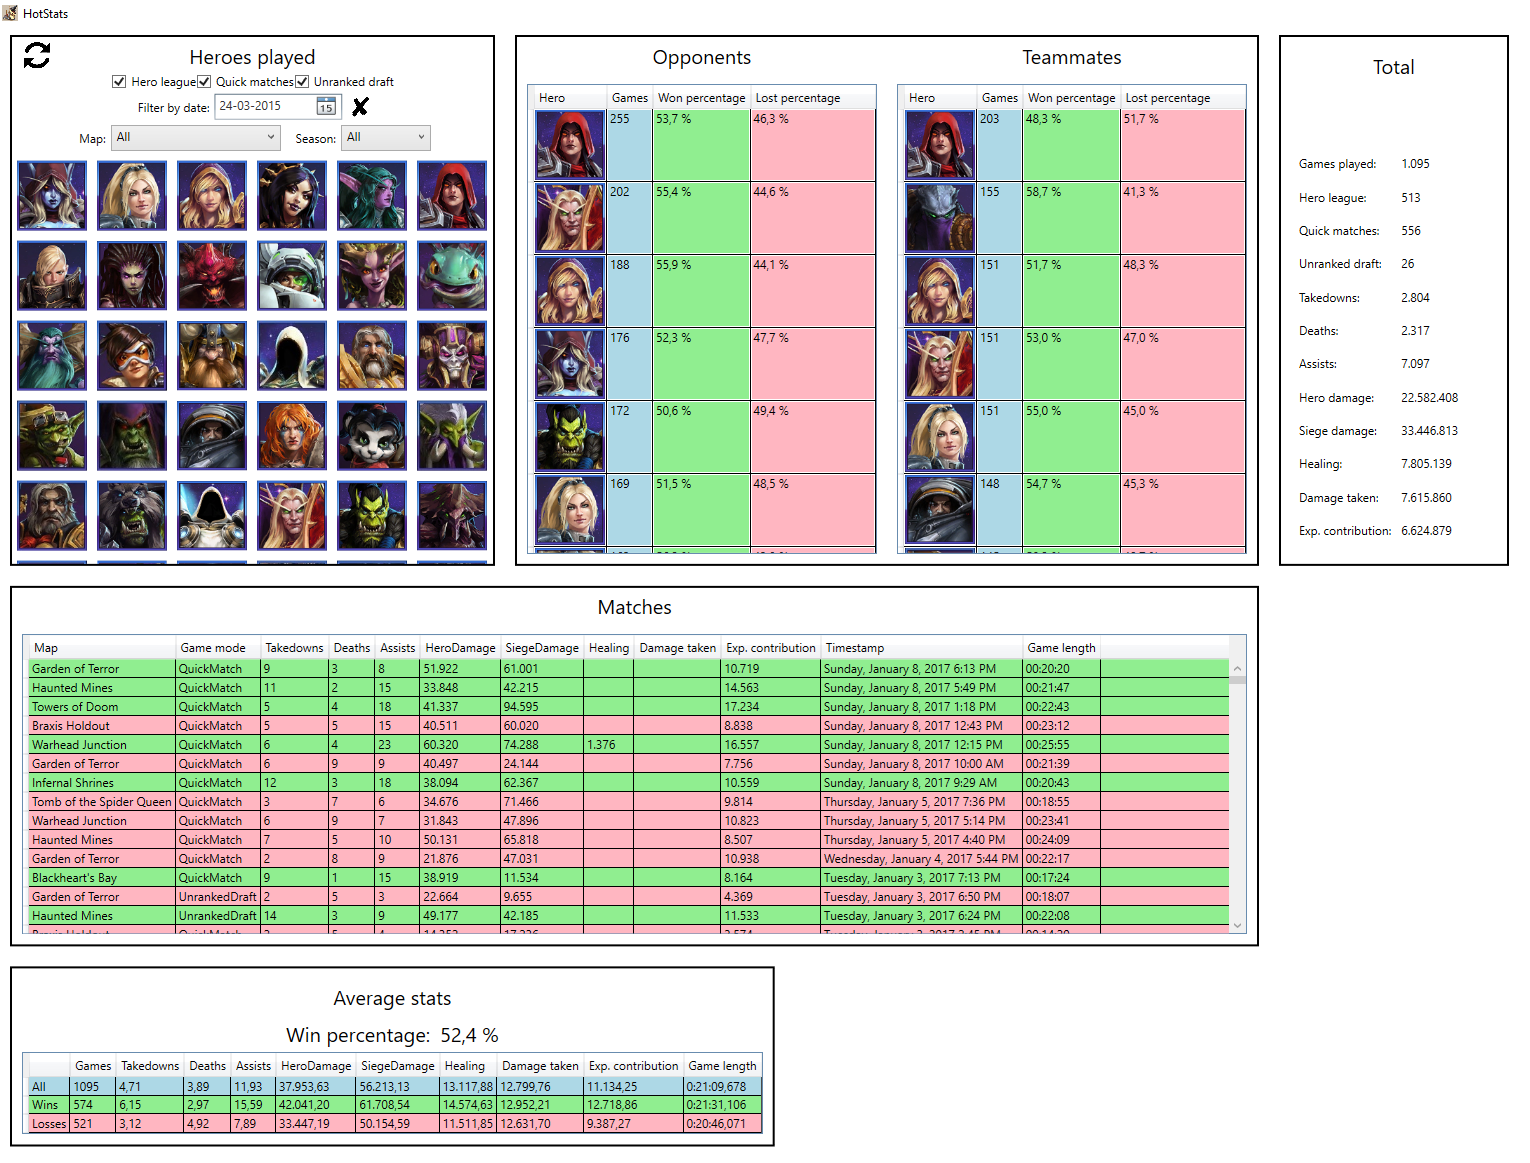 HotStats
Heroes played
Hero league Quick matches Unranked draft
Filter by date: 24-03-2015 15
Map: All Season: All
Opponents
Hero Games Won percentage Lost percentage
255 53,7 % 46,3 %
202 55,4 % 44,6 %
188 55,9 % 44,1 %
176 52,3 % 47,7 %
172 50,6 % 49,4 %
169 51,5 % 48,5 %
Teammates
Hero Games Won percentage Lost percentage
203 48,3 % 51,7 %
155 58,7 % 41,3 %
151 51,7 % 48,3 %
151 53,0 % 47,0 %
151 55,0 % 45,0 %
148 54,7 % 45,3 %
Total
Games played: 1.095
Hero league: 513
Quick matches: 556
Unranked draft: 26
Takedowns: 2.804
Deaths: 2.317
Assists: 7.097
Hero damage: 22.582.408
Siege damage: 33.446.813
Healing: 7.805.139
Damage taken: 7.615.860
Exp. contribution: 6.624.879
Matches
Map Game mode Takedowns Deaths Assists HeroDamage SiegeDamage Healing Damage taken Exp. contribution Timestamp Game length
Garden of Terror QuickMatch 9 3 8 51.922 61.001 10.719 Sunday, January 8, 2017 6:13 PM 00:20:20
Haunted Mines QuickMatch 11 2 15 33.848 42.215 14.563 Sunday, January 8, 2017 5:49 PM 00:21:47
Towers of Doom QuickMatch 5 4 18 41.337 94.595 17.234 Sunday, January 8, 2017 1:18 PM 00:22:43
Braxis Holdout QuickMatch 5 5 15 40.511 60.020 8.838 Sunday, January 8, 2017 12:43 PM 00:23:12
Warhead Junction QuickMatch 6 4 23 60.320 74.288 1.376 16.557 Sunday, January 8, 2017 12:15 PM 00:25:55
Garden of Terror QuickMatch 6 9 9 40.497 24.144 7.756 Sunday, January 8, 2017 10:00 AM 00:21:39
Infernal Shrines QuickMatch 12 3 18 38.094 62.367 10.559 Sunday, January 8, 2017 9:29 AM 00:20:43
Tomb of the Spider Queen QuickMatch 3 7 6 34.676 71.466 9.814 Thursday, January 5, 2017 7:36 PM 00:18:55
Warhead Junction QuickMatch 6 9 7 31.843 47.896 10.823 Thursday, January 5, 2017 5:14 PM 00:23:41
Haunted Mines QuickMatch 7 5 10 50.131 65.818 8.507 Thursday, January 5, 2017 4:40 PM 00:24:09
Garden of Terror QuickMatch 2 8 9 21.876 47.031 10.938 Wednesday, January 4, 2017 5:44 PM 00:22:17
Blackheart's Bay QuickMatch 9 1 15 38.919 11.534 8.164 Tuesday, January 3, 2017 7:13 PM 00:17:24
Garden of Terror UnrankedDraft 2 5 3 22.664 9.655 4.369 Tuesday, January 3, 2017 6:50 PM 00:18:07
Haunted Mines UnrankedDraft 14 3 9 49.177 42.185 11.533 Tuesday, January 3, 2017 6:24 PM 00:22:08
Average stats
Win percentage: 52,4 %
Games Takedowns Deaths Assists HeroDamage SiegeDamage Healing Damage taken Exp. contribution Game length
All 1095 4,71 3,89 11,93 37.953,63 56.213,13 13.117,88 12.799,76 11.134,25 0:21:09,678
Wins 574 6,15 2,97 15,59 42.041,20 61.708,54 14.574,63 12.952,21 12.718,86 0:21:31,106
Losses 521 3,12 4,92 7,89 33.447,19 50.154,59 11.511,85 12.631,70 9.387,27 0:20:46,071